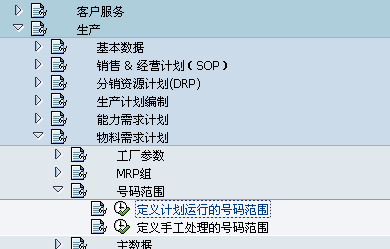 客户服务
生产
基本数据
销售 & 经营计划（SOP）
分销资源计划(DRP)
生产计划编制
能力需求计划
物料需求计划
工厂参数
MRP组
号码范围
定义计划运行的号码范围
定义手工处理的号码范围
主数据